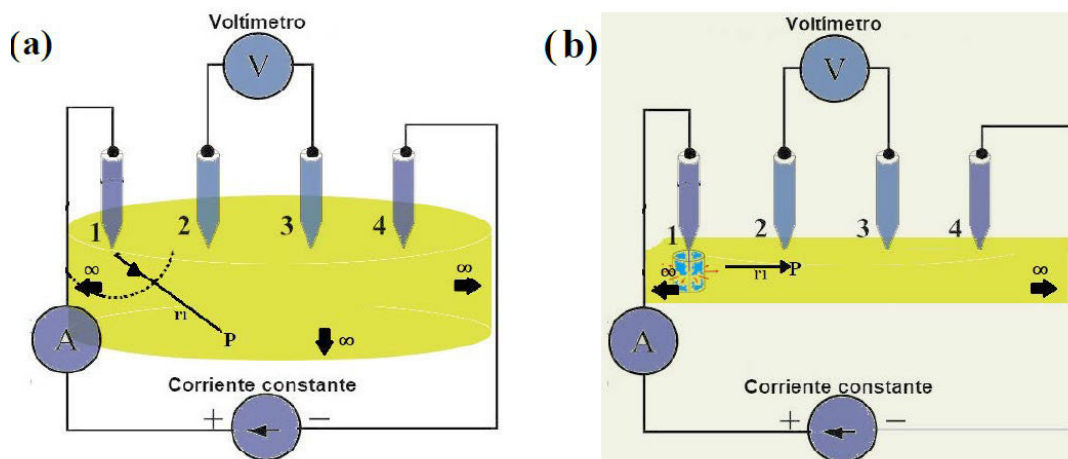 (a)
Voltímetro
V
1
2
3
4
∞
∞
r1
P
∞
A
Corriente constante
+
−
(b)
Voltímetro
V
1
2
3
4
∞
r1
P
∞
A
Corriente constante
+
−